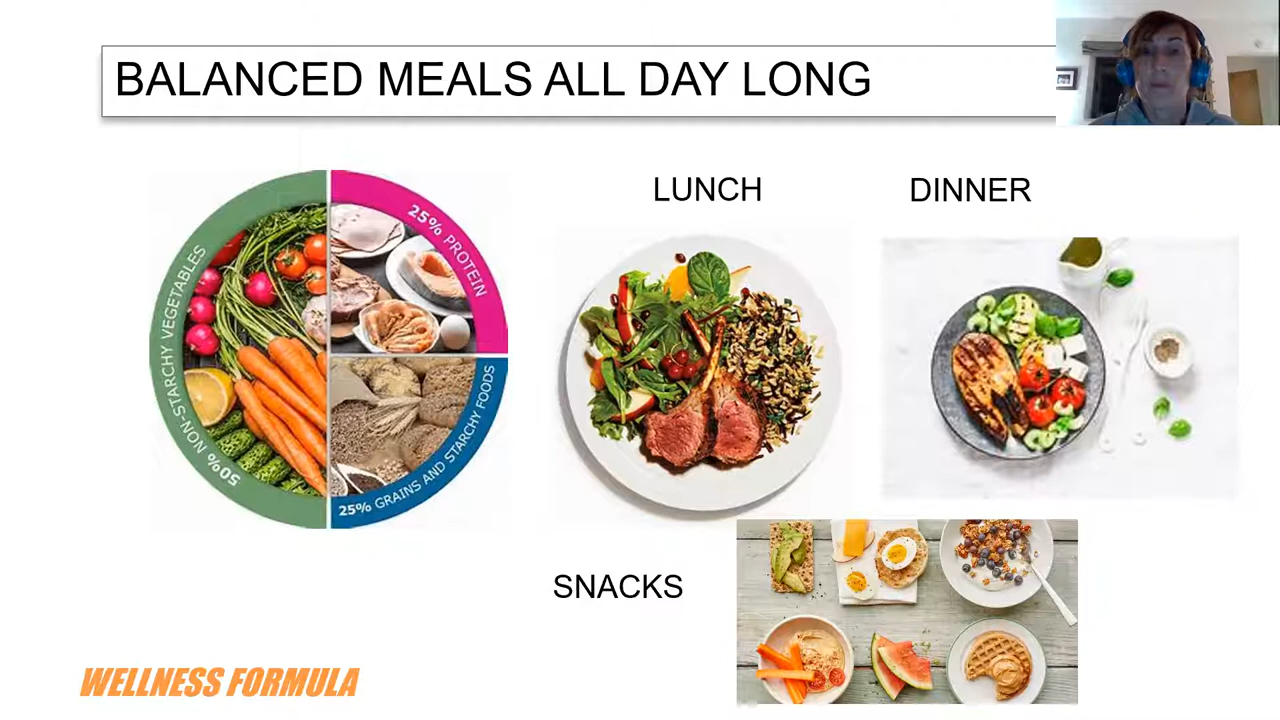 BALANCED MEALS ALL DAY LONG
50% NON-STARCHY VEGETABLES
25% PROTEIN
25% GRAINS AND STARCHY FOODS
LUNCH
DINNER
SNACKS
WELLNESS FORMULA